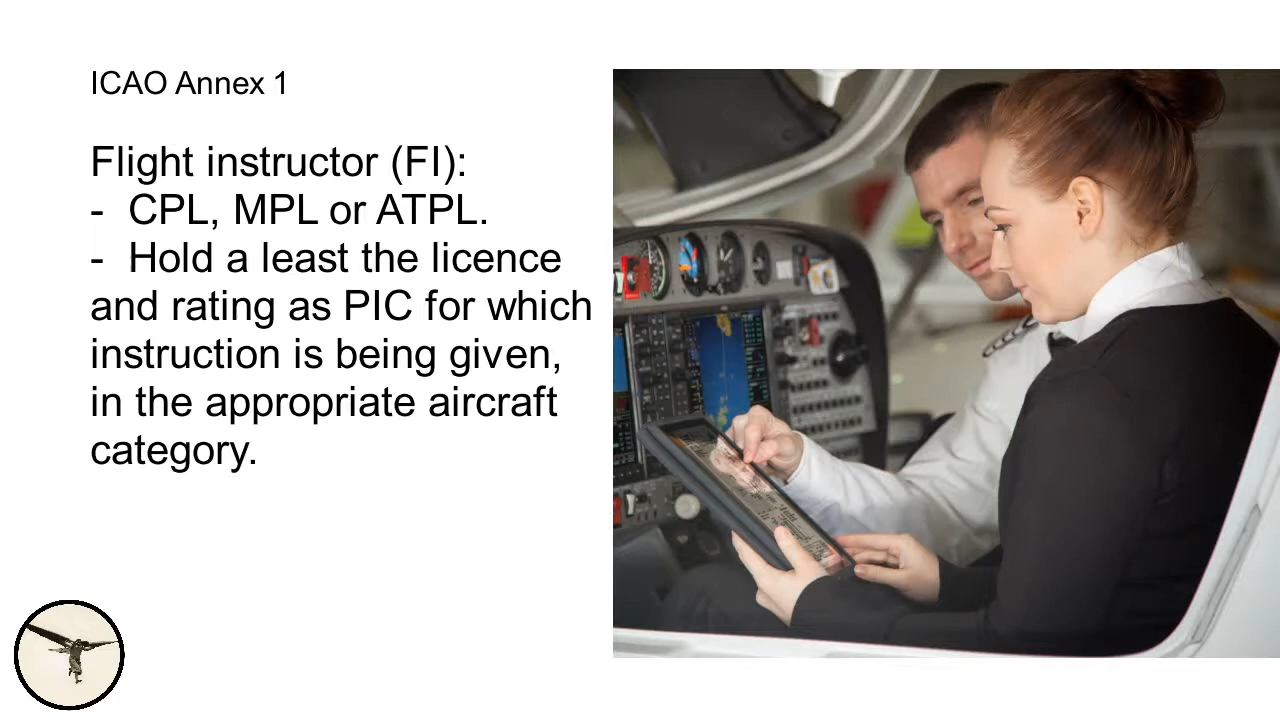 ICAO Annex 1
Flight instructor (FI):
- CPL, MPL or ATPL.
- Hold a least the licence
and rating as PIC for which
instruction is being given,
in the appropriate aircraft
category.